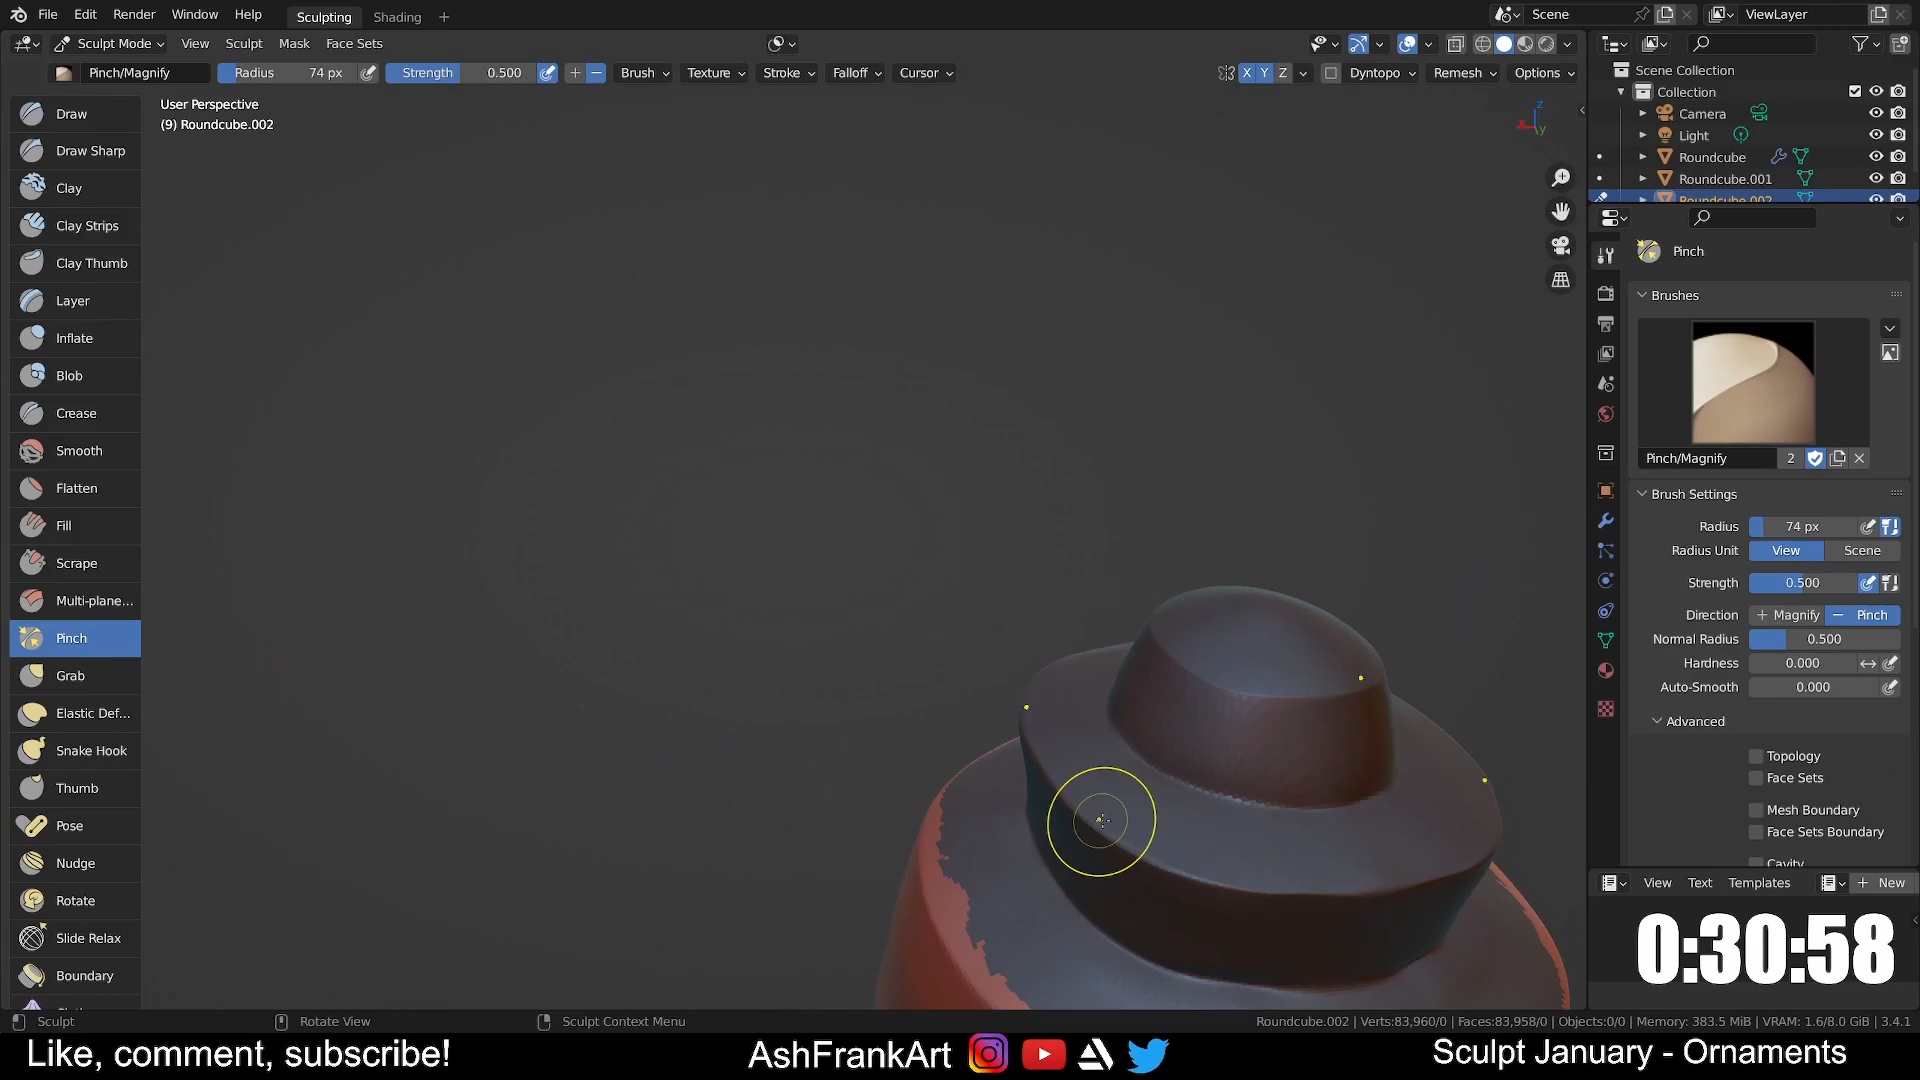 File Edit Render Window Help Sculpting Shading + Scene ViewLayer
Sculpt Mode View Sculpt Mask Face Sets
Pinch/Magnify Radius 74 px Strength 0.500 Brush Texture Stroke Falloff Cursor X Y Z Dyntopo Remesh Options
User Perspective
(9) Roundcube.002
Draw
Draw Sharp
Clay
Clay Strips
Clay Thumb
Layer
Inflate
Blob
Crease
Smooth
Flatten
Fill
Scrape
Multi-plane...
Pinch
Grab
Elastic Def...
Snake Hook
Thumb
Pose
Nudge
Rotate
Slide Relax
Boundary
Z
X
Y
Scene Collection
Collection
Camera
Light
Roundcube
Roundcube.001
Roundcube.002
Pinch
Brushes
Pinch/Magnify 2
Brush Settings
Radius 74 px
Radius Unit View Scene
Strength 0.500
Direction + Magnify − Pinch
Normal Radius 0.500
Hardness 0.000
Auto-Smooth 0.000
Advanced
Topology
Face Sets
Mesh Boundary
Face Sets Boundary
Cavity
View Text Templates + New
0:30:58
Sculpt Rotate View Sculpt Context Menu Roundcube.002 | Verts:83,960/0 | Faces:83,958/0 | Objects:0/0 | Memory: 383.5 MiB | VRAM: 1.6/8.0 GiB | 3.4.1
Like, comment, subscribe! AshFrankArt Sculpt January - Ornaments